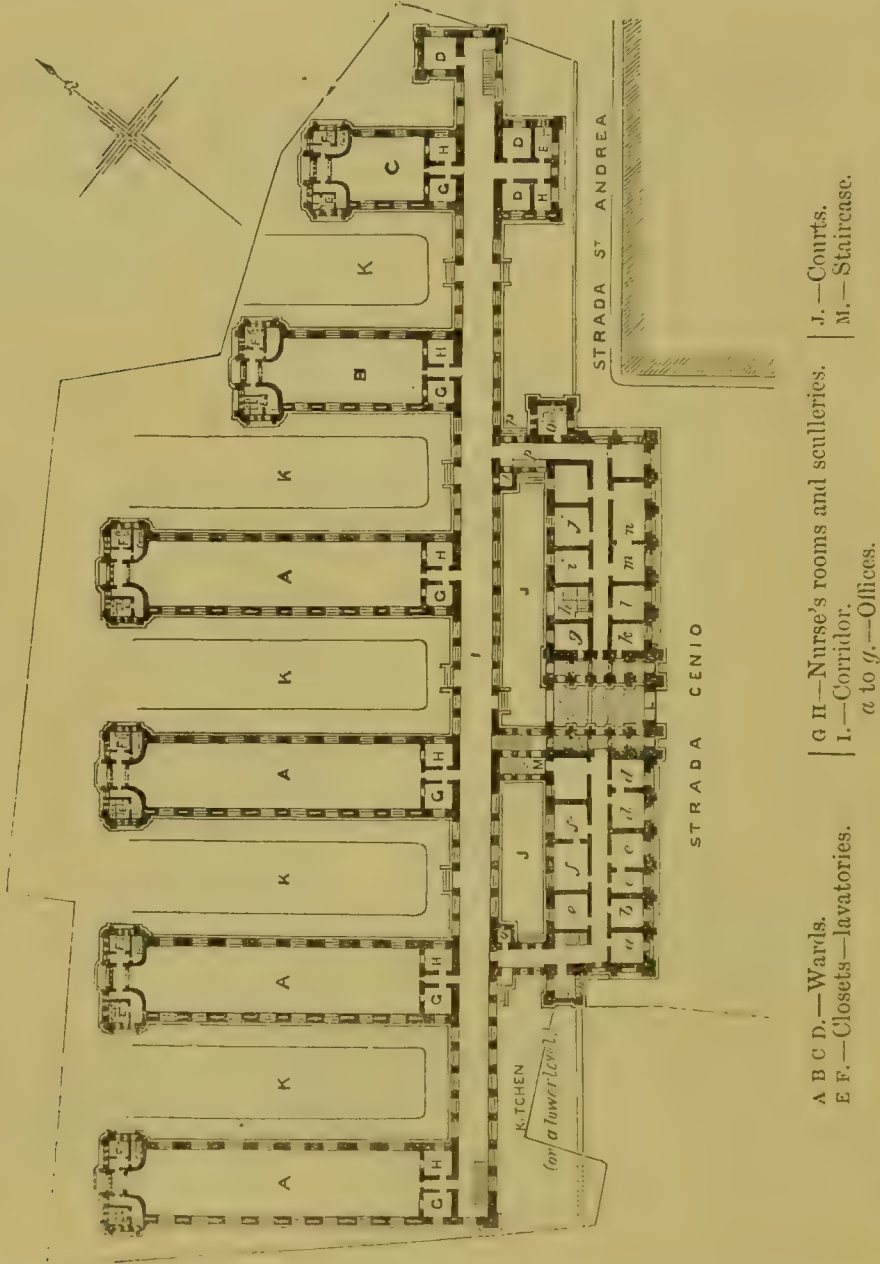 D
C
E
F
G
H
D
D
H
E
K
B
E
F
G
H
K
A
F
G
H
K
A
E
F
G
H
K
A
E
F
G
H
K
A
E
F
G
H
I
J
J
M
o
p
p
g
h
i
j
k
l
m
n
e
f
f
a
b
c
c
d
d
KITCHEN
(on a lower level.)
STRADA ST ANDREA
STRADA CENIO
A B C D.—Wards.
E F.—Closets—lavatories.
G H—Nurse's rooms and sculleries.
I.—Corridor.
a to q.—Offices.
J.—Courts.
M.—Staircase.